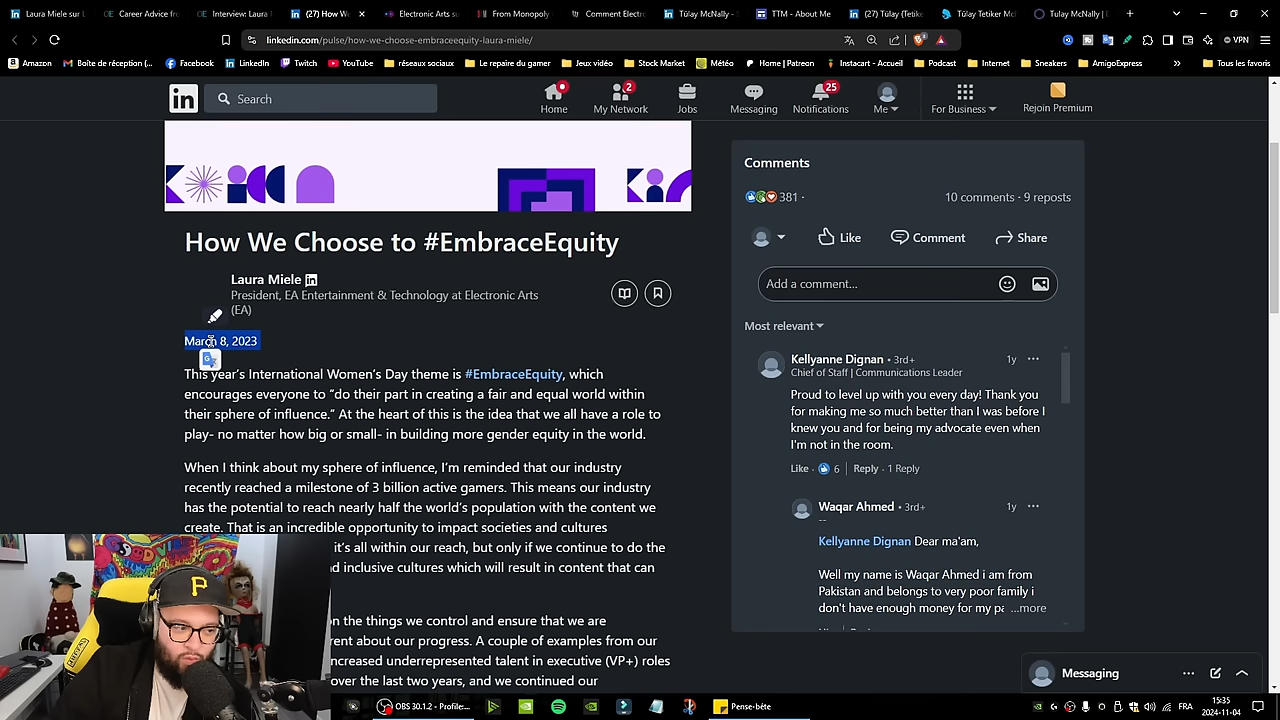 Laura Miele sur L
Career Advice from
Interview: Laura I
(27) How We
Electronic Arts su
From Monopoly
Comment Electr
Tülay McNally -
TTM - About Me
(27) Tülay (Tetike
Tülay Tetiker Mc
Tülay McNally | D
linkedin.com/pulse/how-we-choose-embraceequity-laura-miele/
VPN
Amazon
Boîte de réception (...
Facebook
LinkedIn
Twitch
YouTube
réseaux sociaux
Le repaire du gamer
Jeux vidéo
Stock Market
Météo
Home | Patreon
Instacart - Accueil
Podcast
Internet
Sneakers
AmigoExpress
»
Tous les favoris
in
Search
Home
2
My Network
Jobs
Messaging
25
Notifications
Me
For Business
Rejoin Premium
How We Choose to #EmbraceEquity
Laura Miele in
President, EA Entertainment & Technology at Electronic Arts
(EA)
March 8, 2023
This year's International Women's Day theme is #EmbraceEquity, which
encourages everyone to “do their part in creating a fair and equal world within
their sphere of influence.” At the heart of this is the idea that we all have a role to
play- no matter how big or small- in building more gender equity in the world.
When I think about my sphere of influence, I'm reminded that our industry
recently reached a milestone of 3 billion active gamers. This means our industry
has the potential to reach nearly half the world's population with the content we
create. That is an incredible opportunity to impact societies and cultures
it's all within our reach, but only if we continue to do the
d inclusive cultures which will result in content that can
on the things we control and ensure that we are
rent about our progress. A couple of examples from our
increased underrepresented talent in executive (VP+) roles
over the last two years, and we continued our
Comments
381 ·
10 comments · 9 reposts
Like
Comment
Share
Add a comment...
Most relevant
Kellyanne Dignan • 3rd+
1y
Chief of Staff | Communications Leader
Proud to level up with you every day! Thank you
for making me so much better than I was before I
knew you and for being my advocate even when
I'm not in the room.
Like · 6 | Reply · 1 Reply
Waqar Ahmed • 3rd+
1y
--
Kellyanne Dignan Dear ma'am,
Well my name is Waqar Ahmed i am from
Pakistan and belongs to very poor family i
don't have enough money for my pa ...more
Messaging
P
OBS 30.1.2 - Profile:...
Pense-bête
FRA
15:35
2024-11-04